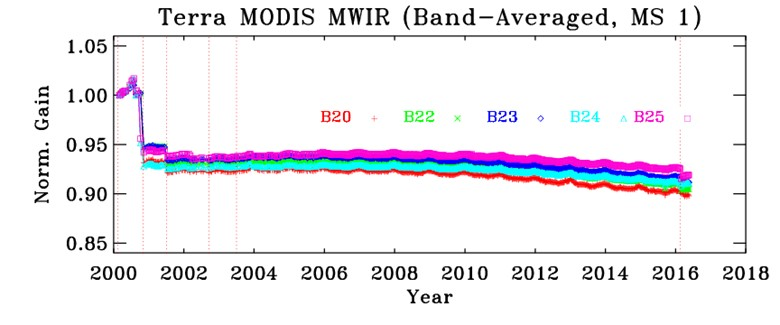 Terra MODIS MWIR (Band-Averaged, MS 1)
1.05
1.00
0.95
0.90
0.85
Norm. Gain
B20 B22 B23 B24 B25
2000 2002 2004 2006 2008 2010 2012 2014 2016 2018
Year